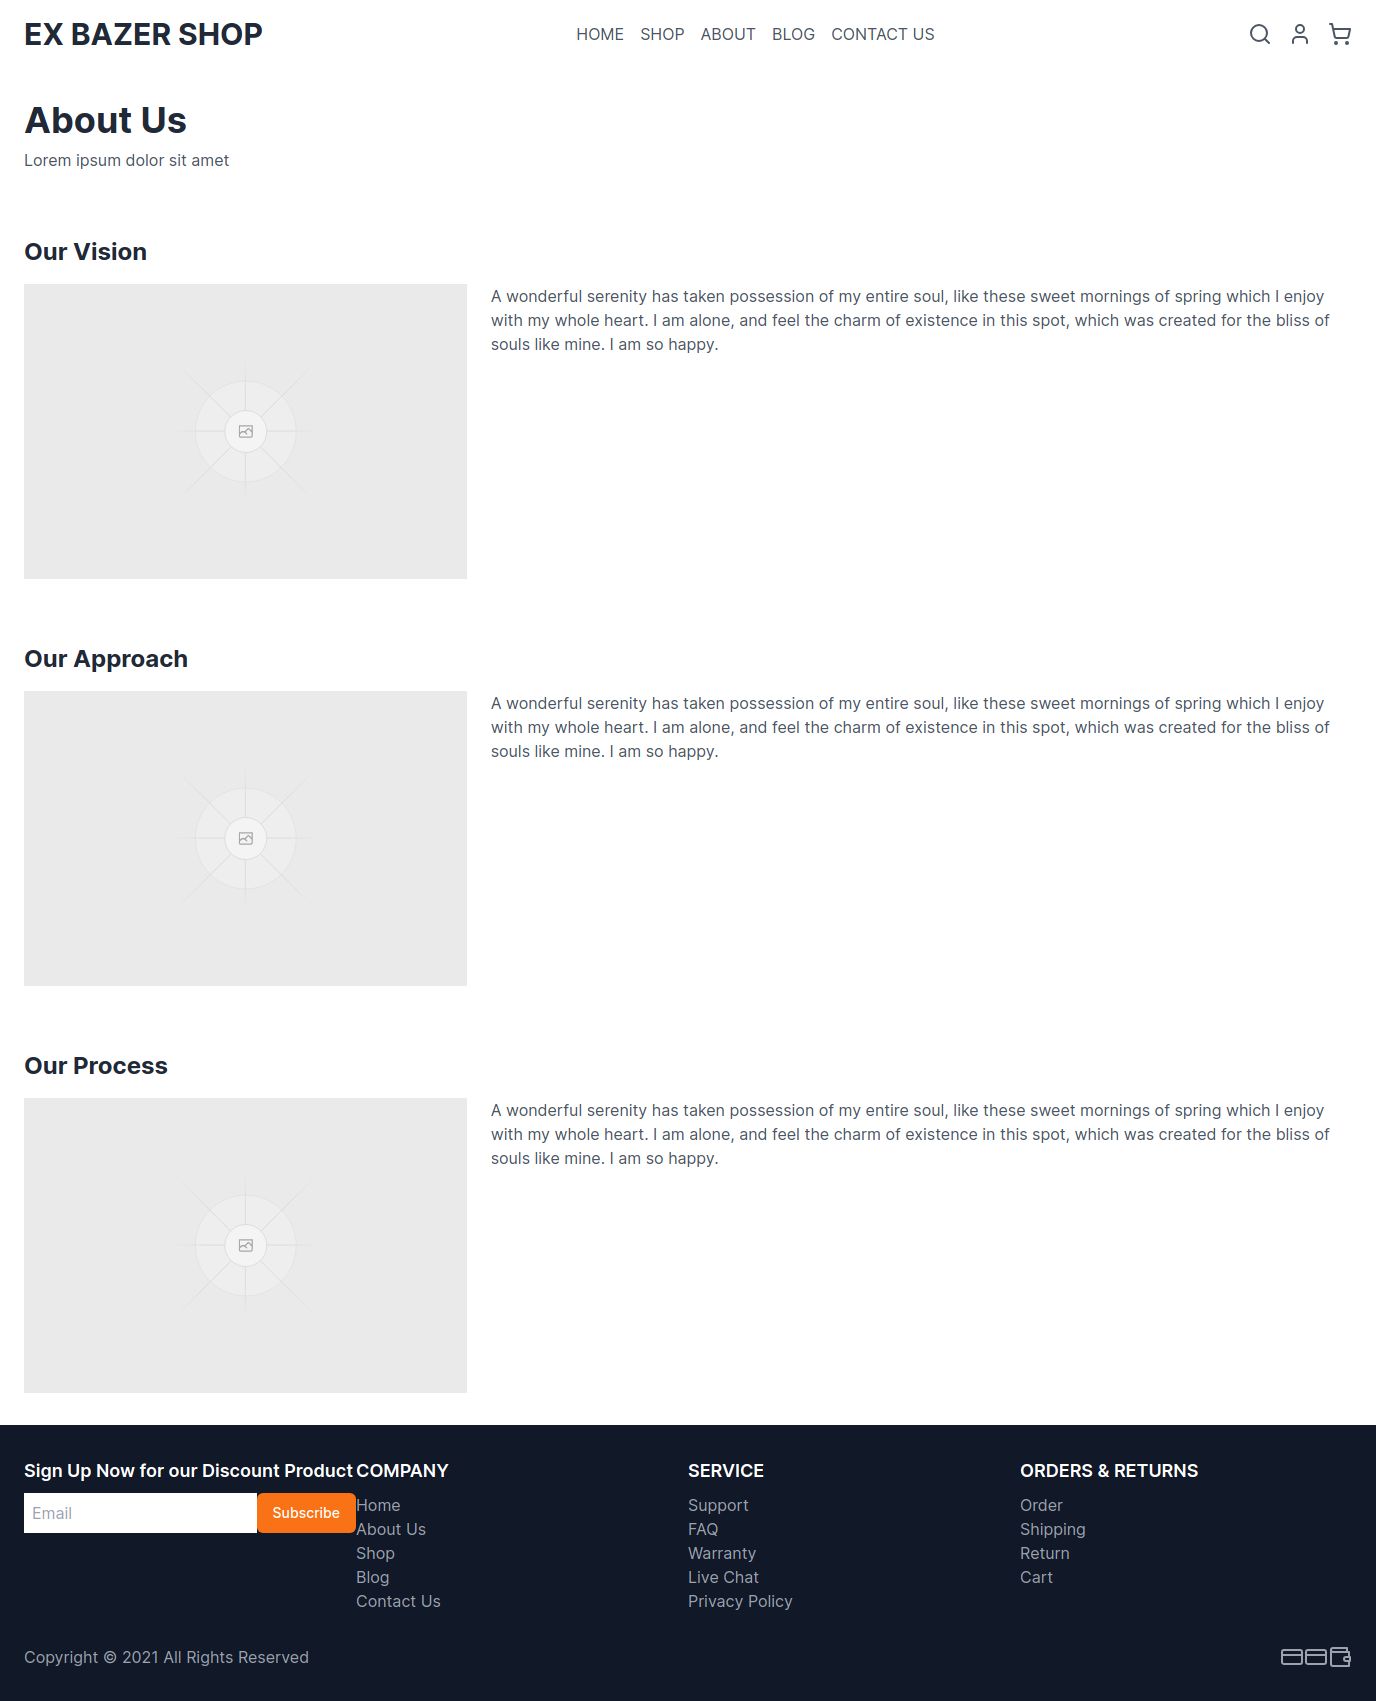 EX BAZER SHOP
HOME SHOP ABOUT BLOG CONTACT US
About Us
Lorem ipsum dolor sit amet
Our Vision
A wonderful serenity has taken possession of my entire soul, like these sweet mornings of spring which I enjoy
with my whole heart. I am alone, and feel the charm of existence in this spot, which was created for the bliss of
souls like mine. I am so happy.
Our Approach
A wonderful serenity has taken possession of my entire soul, like these sweet mornings of spring which I enjoy
with my whole heart. I am alone, and feel the charm of existence in this spot, which was created for the bliss of
souls like mine. I am so happy.
Our Process
A wonderful serenity has taken possession of my entire soul, like these sweet mornings of spring which I enjoy
with my whole heart. I am alone, and feel the charm of existence in this spot, which was created for the bliss of
souls like mine. I am so happy.
Sign Up Now for our Discount Product
Email
Subscribe
COMPANY
Home
About Us
Shop
Blog
Contact Us
SERVICE
Support
FAQ
Warranty
Live Chat
Privacy Policy
ORDERS & RETURNS
Order
Shipping
Return
Cart
Copyright © 2021 All Rights Reserved